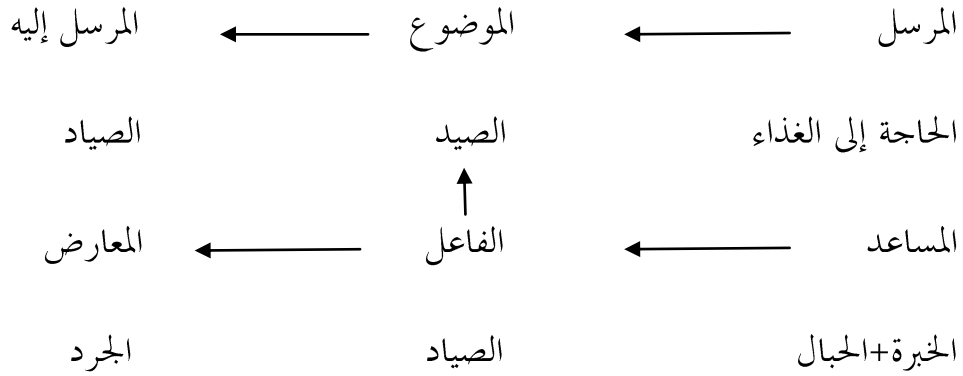 المرسل الموضوع المرسل إليه
الحاجة إلى الغذاء الصيد الصياد
المساعد الفاعل المعارض
الخبرة+الحبال الصياد الجرد